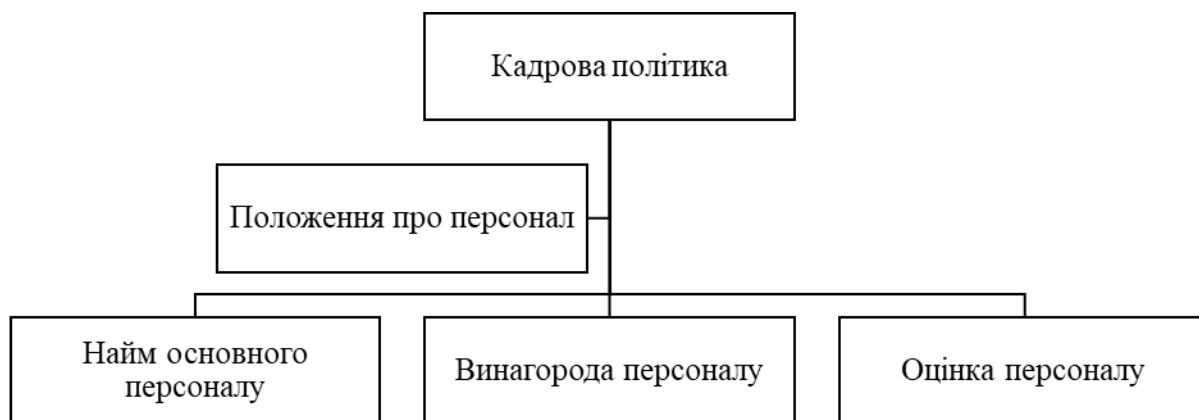 Кадрова політика
Положення про персонал
Найм основного
персоналу
Винагорода персоналу
Оцінка персоналу